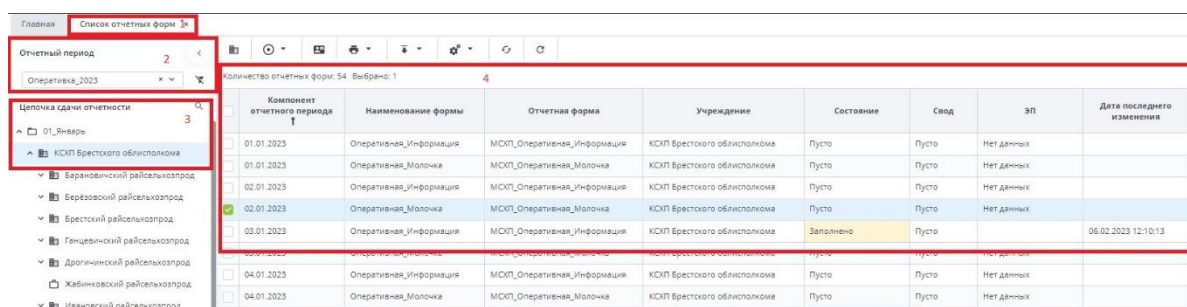 Главная Список отчетных форм 1 ×
Отчетный период
2
Оперативка_2023
Количество отчетных форм: 54 Выбрано: 1
4
Цепочка сдачи отчетности
3
01_Январь
КСХП Брестского облисполкома
Барановичский райсельхозпрод
Берёзовский райсельхозпрод
Брестский райсельхозпрод
Ганцевичский райсельхозпрод
Дрогичинский райсельхозпрод
Жабинковский райсельхозпрод
Ивановский райсельхозпрод
Компонент отчетного периода Наименование формы Отчетная форма Учреждение Состояние Свод ЭП Дата последнего изменения
01.01.2023 Оперативная_Информация МСХП_Оперативная_Информация КСХП Брестского облисполкома Пусто Пусто Нет данных
01.01.2023 Оперативная_Молочка МСХП_Оперативная_Молочка КСХП Брестского облисполкома Пусто Пусто Нет данных
02.01.2023 Оперативная_Информация МСХП_Оперативная_Информация КСХП Брестского облисполкома Пусто Пусто Нет данных
02.01.2023 Оперативная_Молочка МСХП_Оперативная_Молочка КСХП Брестского облисполкома Пусто Пусто Нет данных
03.01.2023 Оперативная_Информация МСХП_Оперативная_Информация КСХП Брестского облисполкома Заполнено Пусто 06.02.2023 12:10:13
04.01.2023 Оперативная_Информация МСХП_Оперативная_Информация КСХП Брестского облисполкома Пусто Пусто Нет данных
04.01.2023 Оперативная_Молочка МСХП_Оперативная_Молочка КСХП Брестского облисполкома Пусто Пусто Нет данных